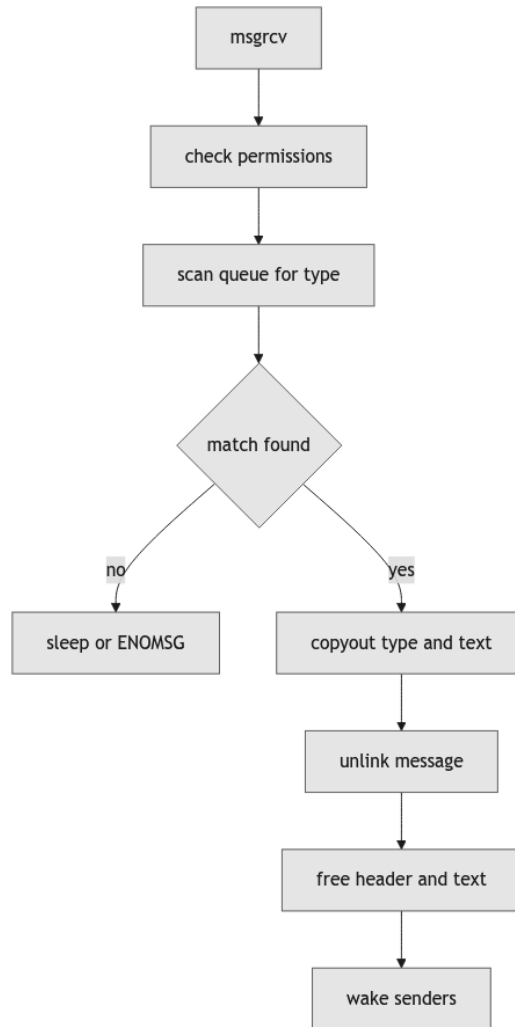 msgrcv
check permissions
scan queue for type
match found
no
yes
sleep or ENOMSG
copyout type and text
unlink message
free header and text
wake senders